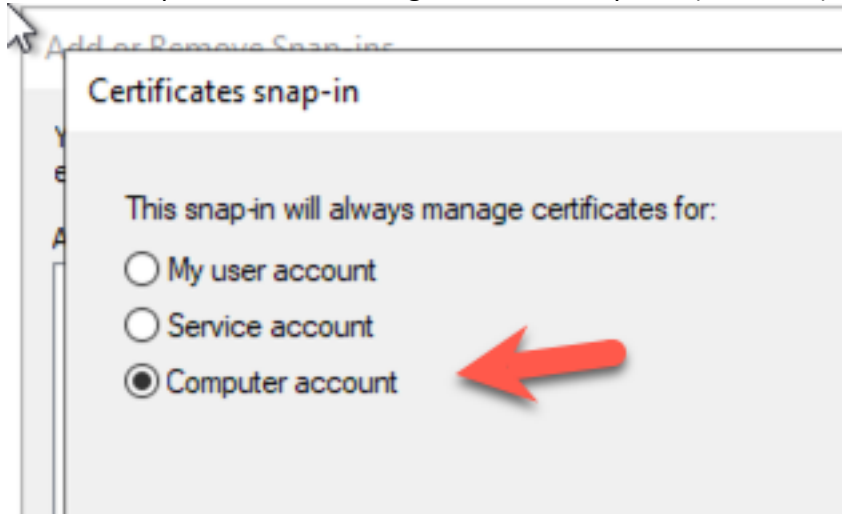 Add or Remove Snap-ins
Certificates snap-in
This snap-in will always manage certificates for:
My user account
Service account
Computer account